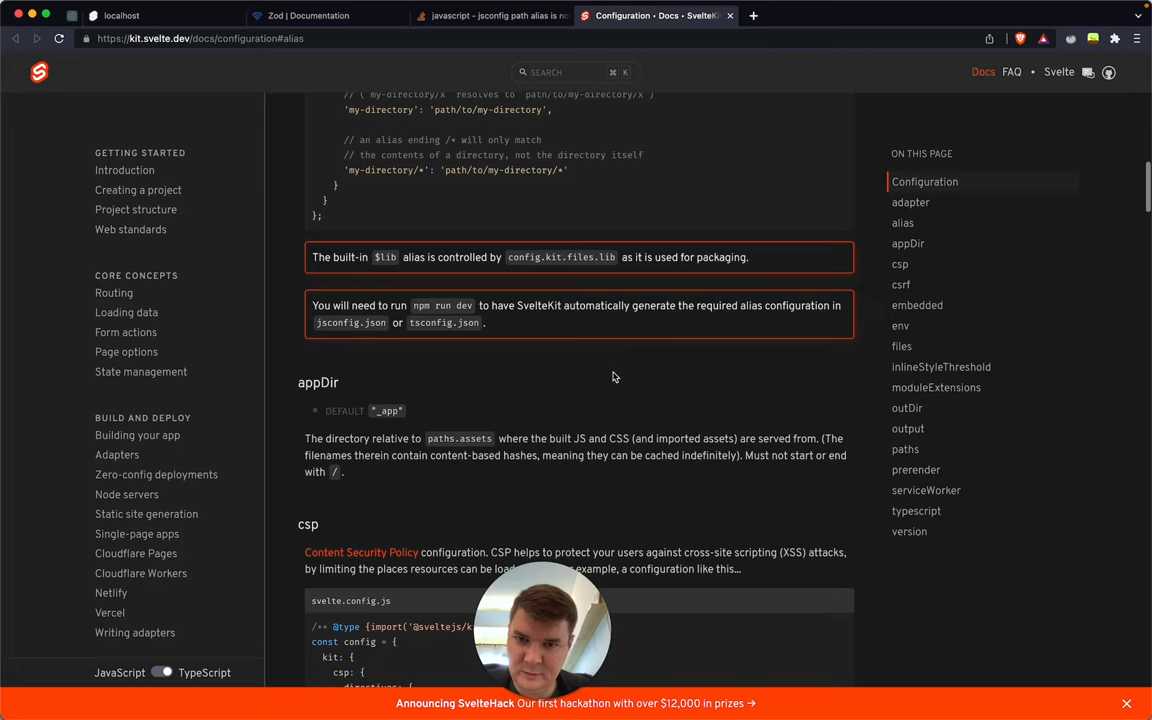 localhost
Zod | Documentation
javascript - jsconfig path alias is no
Configuration • Docs • SvelteKi
https://kit.svelte.dev/docs/configuration#alias
SEARCH ⌘ K
Docs FAQ • Svelte
GETTING STARTED
Introduction
Creating a project
Project structure
Web standards
CORE CONCEPTS
Routing
Loading data
Form actions
Page options
State management
BUILD AND DEPLOY
Building your app
Adapters
Zero-config deployments
Node servers
Static site generation
Single-page apps
Cloudflare Pages
Cloudflare Workers
Netlify
Vercel
Writing adapters
JavaScript TypeScript
// (`my-directory/x` resolves to `path/to/my-directory/x`)
'my-directory': 'path/to/my-directory',
// an alias ending /* will only match
// the contents of a directory, not the directory itself
'my-directory/*': 'path/to/my-directory/*'
}
}
};
The built-in $lib alias is controlled by config.kit.files.lib as it is used for packaging.
You will need to run npm run dev to have SvelteKit automatically generate the required alias configuration in
jsconfig.json or tsconfig.json.
appDir
DEFAULT "_app"
The directory relative to paths.assets where the built JS and CSS (and imported assets) are served from. (The
filenames therein contain content-based hashes, meaning they can be cached indefinitely). Must not start or end
with /.
csp
Content Security Policy configuration. CSP helps to protect your users against cross-site scripting (XSS) attacks,
by limiting the places resources can be example, a configuration like this...
svelte.config.js
/** @type {import('@sveltejs/k
const config = {
kit: {
csp: {
directives: {
ON THIS PAGE
Configuration
adapter
alias
appDir
csp
csrf
embedded
env
files
inlineStyleThreshold
moduleExtensions
outDir
output
paths
prerender
serviceWorker
typescript
version
Announcing SvelteHack Our first hackathon with over $12,000 in prizes →